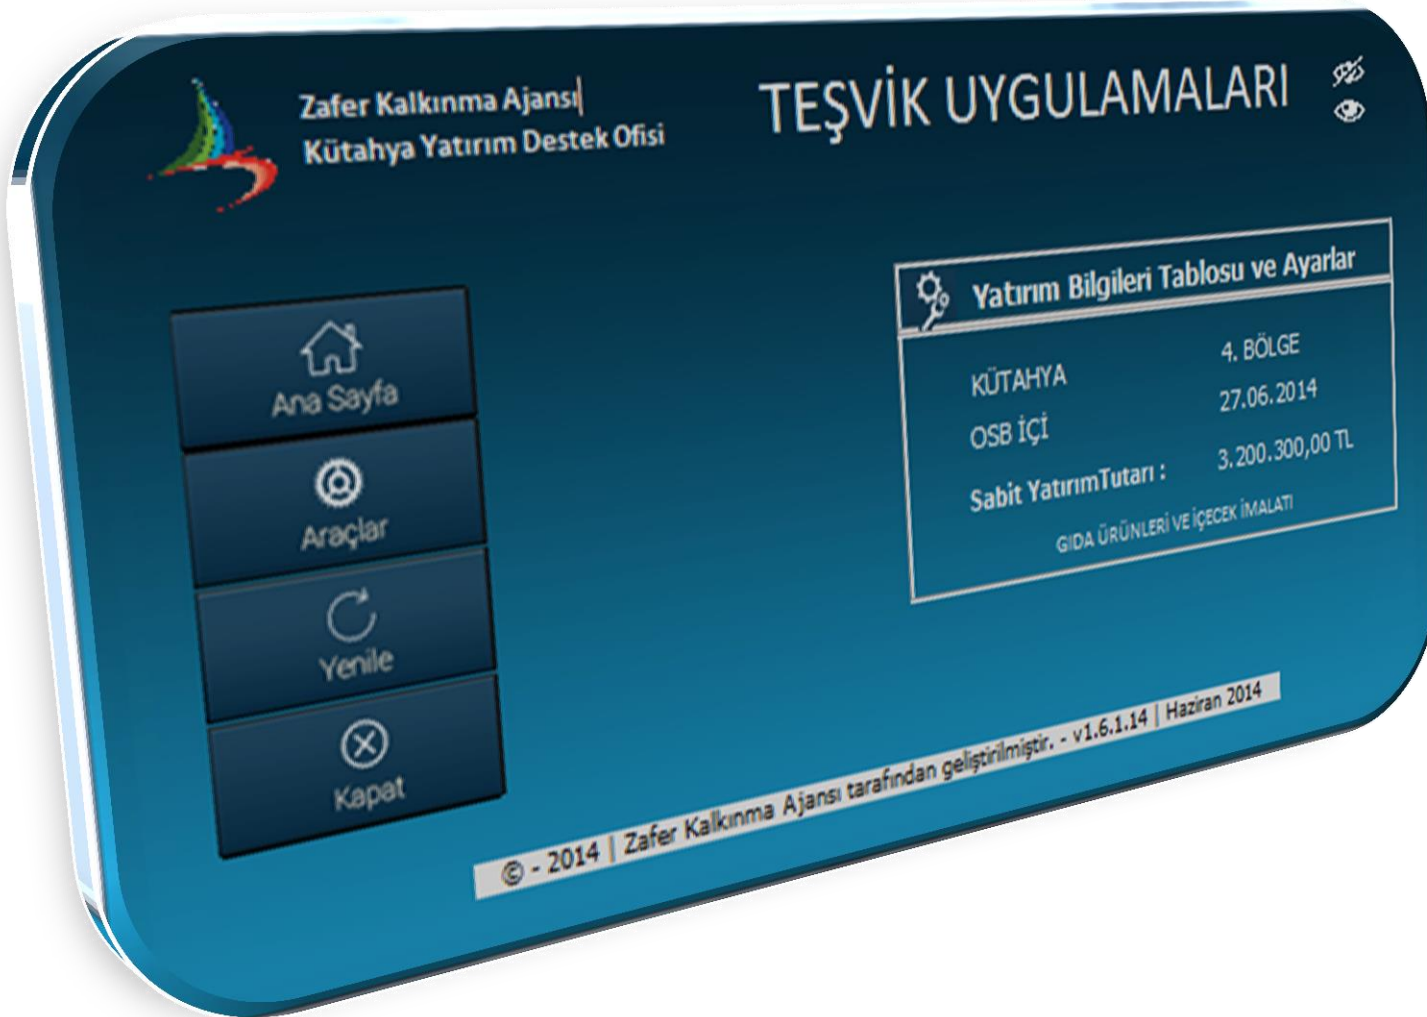 Zafer Kalkınma Ajansı
Kütahya Yatırım Destek Ofisi
TEŞVİK UYGULAMALARI
Ana Sayfa
Araçlar
Yenile
Kapat
Yatırım Bilgileri Tablosu ve Ayarlar
KÜTAHYA 4. BÖLGE
OSB İÇİ 27.06.2014
Sabit YatırımTutarı : 3.200.300,00 TL
GIDA ÜRÜNLERİ VE İÇECEK İMALATI
© - 2014 | Zafer Kalkınma Ajansı tarafından geliştirilmiştir. - v1.6.1.14 | Haziran 2014